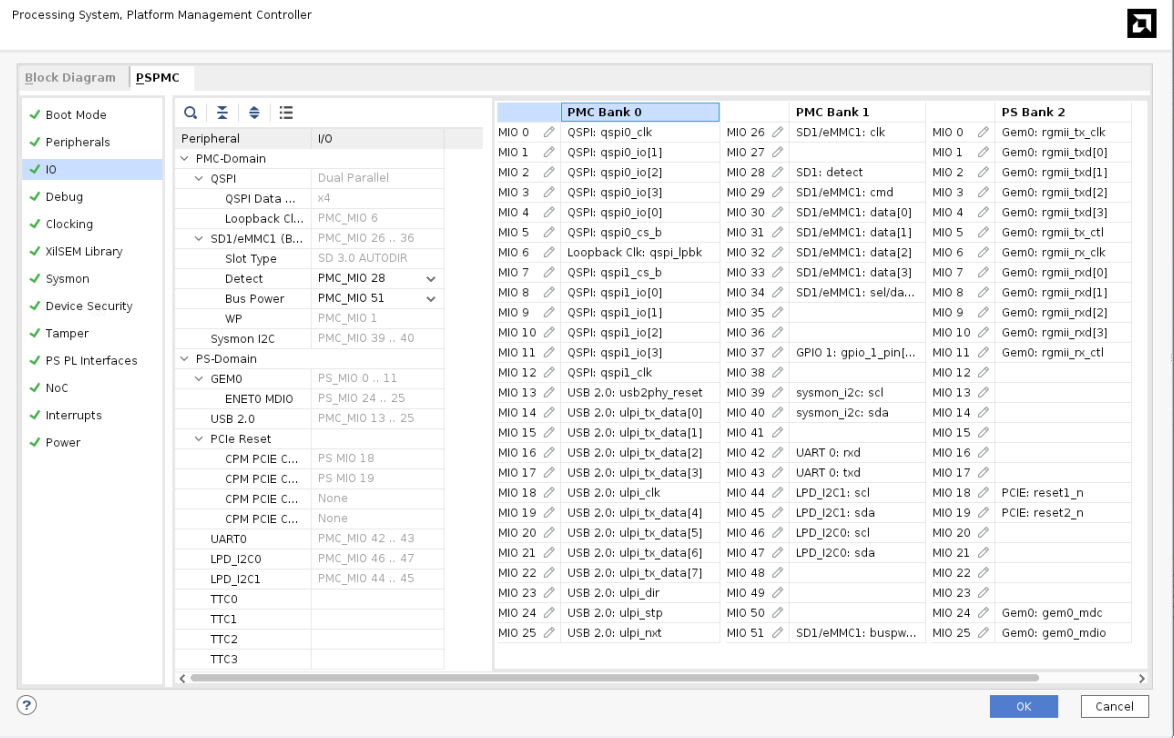 Processing System, Platform Management Controller
Block Diagram PSPMC
Boot Mode
Peripherals
IO
Debug
Clocking
XilSEM Library
Sysmon
Device Security
Tamper
PS PL Interfaces
NoC
Interrupts
Power
Peripheral I/O
PMC-Domain
QSPI Dual Parallel
QSPI Data ... x4
Loopback Cl... PMC_MIO 6
SD1/eMMC1 (B... PMC_MIO 26 .. 36
Slot Type SD 3.0 AUTODIR
Detect PMC_MIO 28
Bus Power PMC_MIO 51
WP PMC_MIO 1
Sysmon I2C PMC_MIO 39 .. 40
PS-Domain
GEM0 PS_MIO 0 .. 11
ENET0 MDIO PS_MIO 24 .. 25
USB 2.0 PMC_MIO 13 .. 25
PCIe Reset
CPM PCIE C... PS MIO 18
CPM PCIE C... PS MIO 19
CPM PCIE C... None
CPM PCIE C... None
UART0 PMC_MIO 42 .. 43
LPD_I2C0 PMC_MIO 46 .. 47
LPD_I2C1 PMC_MIO 44 .. 45
TTC0
TTC1
TTC2
TTC3
PMC Bank 0 PMC Bank 1 PS Bank 2
MIO 0 QSPI: qspi0_clk MIO 26 SD1/eMMC1: clk MIO 0 Gem0: rgmii_tx_clk
MIO 1 QSPI: qspi0_io[1] MIO 27 MIO 1 Gem0: rgmii_txd[0]
MIO 2 QSPI: qspi0_io[2] MIO 28 SD1: detect MIO 2 Gem0: rgmii_txd[1]
MIO 3 QSPI: qspi0_io[3] MIO 29 SD1/eMMC1: cmd MIO 3 Gem0: rgmii_txd[2]
MIO 4 QSPI: qspi0_io[0] MIO 30 SD1/eMMC1: data[0] MIO 4 Gem0: rgmii_txd[3]
MIO 5 QSPI: qspi0_cs_b MIO 31 SD1/eMMC1: data[1] MIO 5 Gem0: rgmii_tx_ctl
MIO 6 Loopback Clk: qspi_lpbk MIO 32 SD1/eMMC1: data[2] MIO 6 Gem0: rgmii_rx_clk
MIO 7 QSPI: qspi1_cs_b MIO 33 SD1/eMMC1: data[3] MIO 7 Gem0: rgmii_rxd[0]
MIO 8 QSPI: qspi1_io[0] MIO 34 SD1/eMMC1: sel/da... MIO 8 Gem0: rgmii_rxd[1]
MIO 9 QSPI: qspi1_io[1] MIO 35 MIO 9 Gem0: rgmii_rxd[2]
MIO 10 QSPI: qspi1_io[2] MIO 36 MIO 10 Gem0: rgmii_rxd[3]
MIO 11 QSPI: qspi1_io[3] MIO 37 GPIO 1: gpio_1_pin[... MIO 11 Gem0: rgmii_rx_ctl
MIO 12 QSPI: qspi1_clk MIO 38 MIO 12
MIO 13 USB 2.0: usb2phy_reset MIO 39 sysmon_i2c: scl MIO 13
MIO 14 USB 2.0: ulpi_tx_data[0] MIO 40 sysmon_i2c: sda MIO 14
MIO 15 USB 2.0: ulpi_tx_data[1] MIO 41 MIO 15
MIO 16 USB 2.0: ulpi_tx_data[2] MIO 42 UART 0: rxd MIO 16
MIO 17 USB 2.0: ulpi_tx_data[3] MIO 43 UART 0: txd MIO 17
MIO 18 USB 2.0: ulpi_clk MIO 44 LPD_I2C1: scl MIO 18 PCIE: reset1_n
MIO 19 USB 2.0: ulpi_tx_data[4] MIO 45 LPD_I2C1: sda MIO 19 PCIE: reset2_n
MIO 20 USB 2.0: ulpi_tx_data[5] MIO 46 LPD_I2C0: scl MIO 20
MIO 21 USB 2.0: ulpi_tx_data[6] MIO 47 LPD_I2C0: sda MIO 21
MIO 22 USB 2.0: ulpi_tx_data[7] MIO 48 MIO 22
MIO 23 USB 2.0: ulpi_dir MIO 49 MIO 23
MIO 24 USB 2.0: ulpi_stp MIO 50 MIO 24 Gem0: gem0_mdc
MIO 25 USB 2.0: ulpi_nxt MIO 51 SD1/eMMC1: buspw... MIO 25 Gem0: gem0_mdio
? OK Cancel